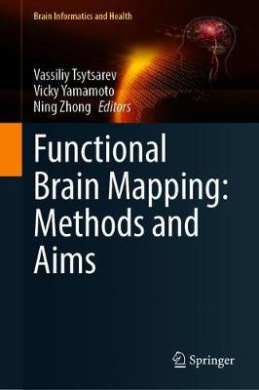 Brain Informatics and Health
Vassiliy Tsytsarev
Vicky Yamamoto
Ning Zhong Editors
Functional
Brain Mapping:
Methods and
Aims
Springer